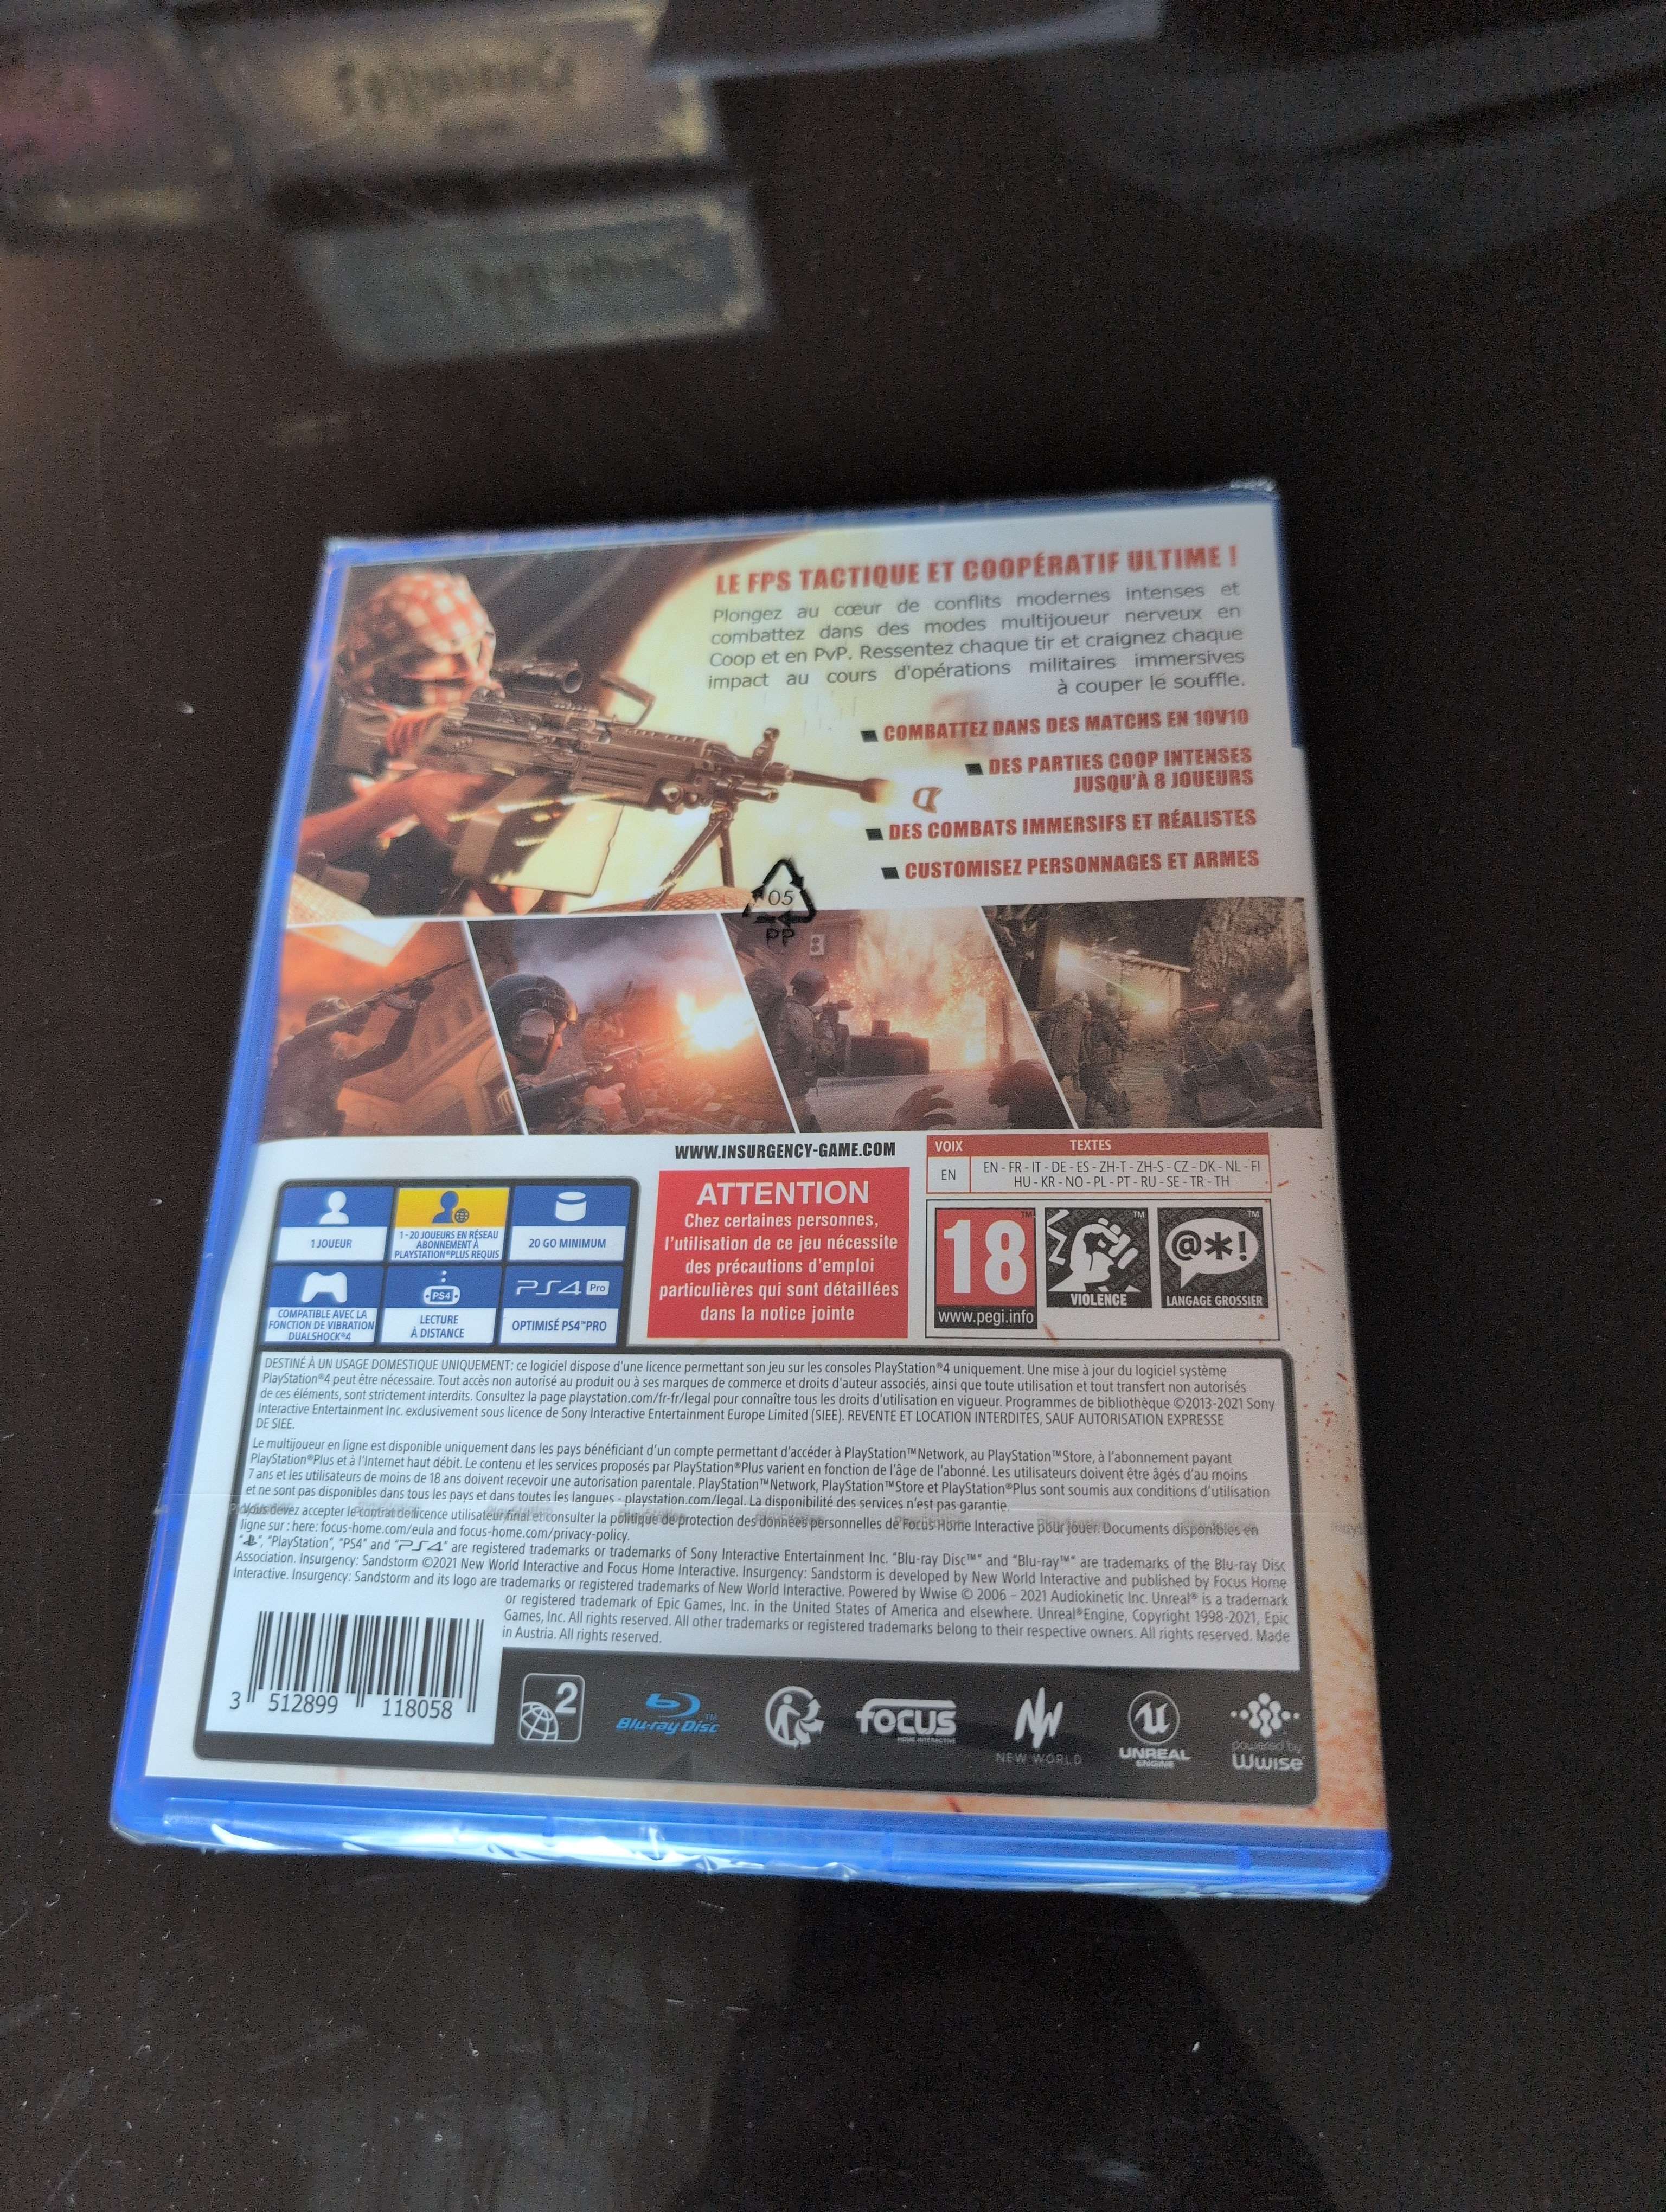 LE FPS TACTIQUE ET COOPÉRATIF ULTIME !
Plongez au cœur de conflits modernes intenses et
combattez dans des modes multijoueur nerveux en
Coop et en PvP. Ressentez chaque tir et craignez chaque
impact au cours d'opérations militaires immersives
à couper le souffle.
COMBATTEZ DANS DES MATCHS EN 10V10
DES PARTIES COOP INTENSES
JUSQU'À 8 JOUEURS
DES COMBATS IMMERSIFS ET RÉALISTES
CUSTOMISEZ PERSONNAGES ET ARMES
05
PP
WWW.INSURGENCY-GAME.COM
VOIX TEXTES
EN EN - FR - IT - DE - ES - ZH-T - ZH-S - CZ - DK - NL - FI
HU - KR - NO - PL - PT - RU - SE - TR - TH
1 JOUEUR
1 - 20 JOUEURS EN RÉSEAU
ABONNEMENT À
PLAYSTATION®PLUS REQUIS
20 GO MINIMUM
COMPATIBLE AVEC LA
FONCTION DE VIBRATION
DUALSHOCK®4
PS4
LECTURE
À DISTANCE
PS4 Pro
OPTIMISÉ PS4™PRO
ATTENTION
Chez certaines personnes,
l'utilisation de ce jeu nécessite
des précautions d'emploi
particulières qui sont détaillées
dans la notice jointe
18 ™
www.pegi.info
™
VIOLENCE
@*! ™
LANGAGE GROSSIER
DESTINÉ À UN USAGE DOMESTIQUE UNIQUEMENT: ce logiciel dispose d'une licence permettant son jeu sur les consoles PlayStation®4 uniquement. Une mise à jour du logiciel système
PlayStation®4 peut être nécessaire. Tout accès non autorisé au produit ou à ses marques de commerce et droits d'auteur associés, ainsi que toute utilisation et tout transfert non autorisés
de ces éléments, sont strictement interdits. Consultez la page playstation.com/fr-fr/legal pour connaître tous les droits d'utilisation en vigueur. Programmes de bibliothèque ©2013-2021 Sony
Interactive Entertainment Inc. exclusivement sous licence de Sony Interactive Entertainment Europe Limited (SIEE). REVENTE ET LOCATION INTERDITES, SAUF AUTORISATION EXPRESSE
DE SIEE.
Le multijoueur en ligne est disponible uniquement dans les pays bénéficiant d'un compte permettant d'accéder à PlayStation™Network, au PlayStation™Store, à l'abonnement payant
PlayStation®Plus et à l'Internet haut débit. Le contenu et les services proposés par PlayStation®Plus varient en fonction de l'âge de l'abonné. Les utilisateurs doivent être âgés d'au moins
7 ans et les utilisateurs de moins de 18 ans doivent recevoir une autorisation parentale. PlayStation™Network, PlayStation™Store et PlayStation®Plus sont soumis aux conditions d'utilisation
et ne sont pas disponibles dans tous les pays et dans toutes les langues - playstation.com/legal. La disponibilité des services n'est pas garantie.
Vous devez accepter le contrat de licence utilisateur final et consulter la politique de protection des données personnelles de Focus Home Interactive pour jouer. Documents disponibles en
ligne sur : here: focus-home.com/eula and focus-home.com/privacy-policy.
"", "PlayStation", "PS4" and "PS4" are registered trademarks or trademarks of Sony Interactive Entertainment Inc. "Blu-ray Disc™" and "Blu-ray™" are trademarks of the Blu-ray Disc
Association. Insurgency: Sandstorm ©2021 New World Interactive and Focus Home Interactive. Insurgency: Sandstorm is developed by New World Interactive and published by Focus Home
Interactive. Insurgency: Sandstorm and its logo are trademarks or registered trademarks of New World Interactive. Powered by Wwise © 2006 – 2021 Audiokinetic Inc. Unreal® is a trademark
or registered trademark of Epic Games, Inc. in the United States of America and elsewhere. Unreal®Engine, Copyright 1998-2021, Epic
Games, Inc. All rights reserved. All other trademarks or registered trademarks belong to their respective owners. All rights reserved. Made
in Austria. All rights reserved.
3 512899 118058
2
Blu-ray Disc™
FOCUS
HOME INTERACTIVE
NEW WORLD
UNREAL
ENGINE
powered by
Wwise